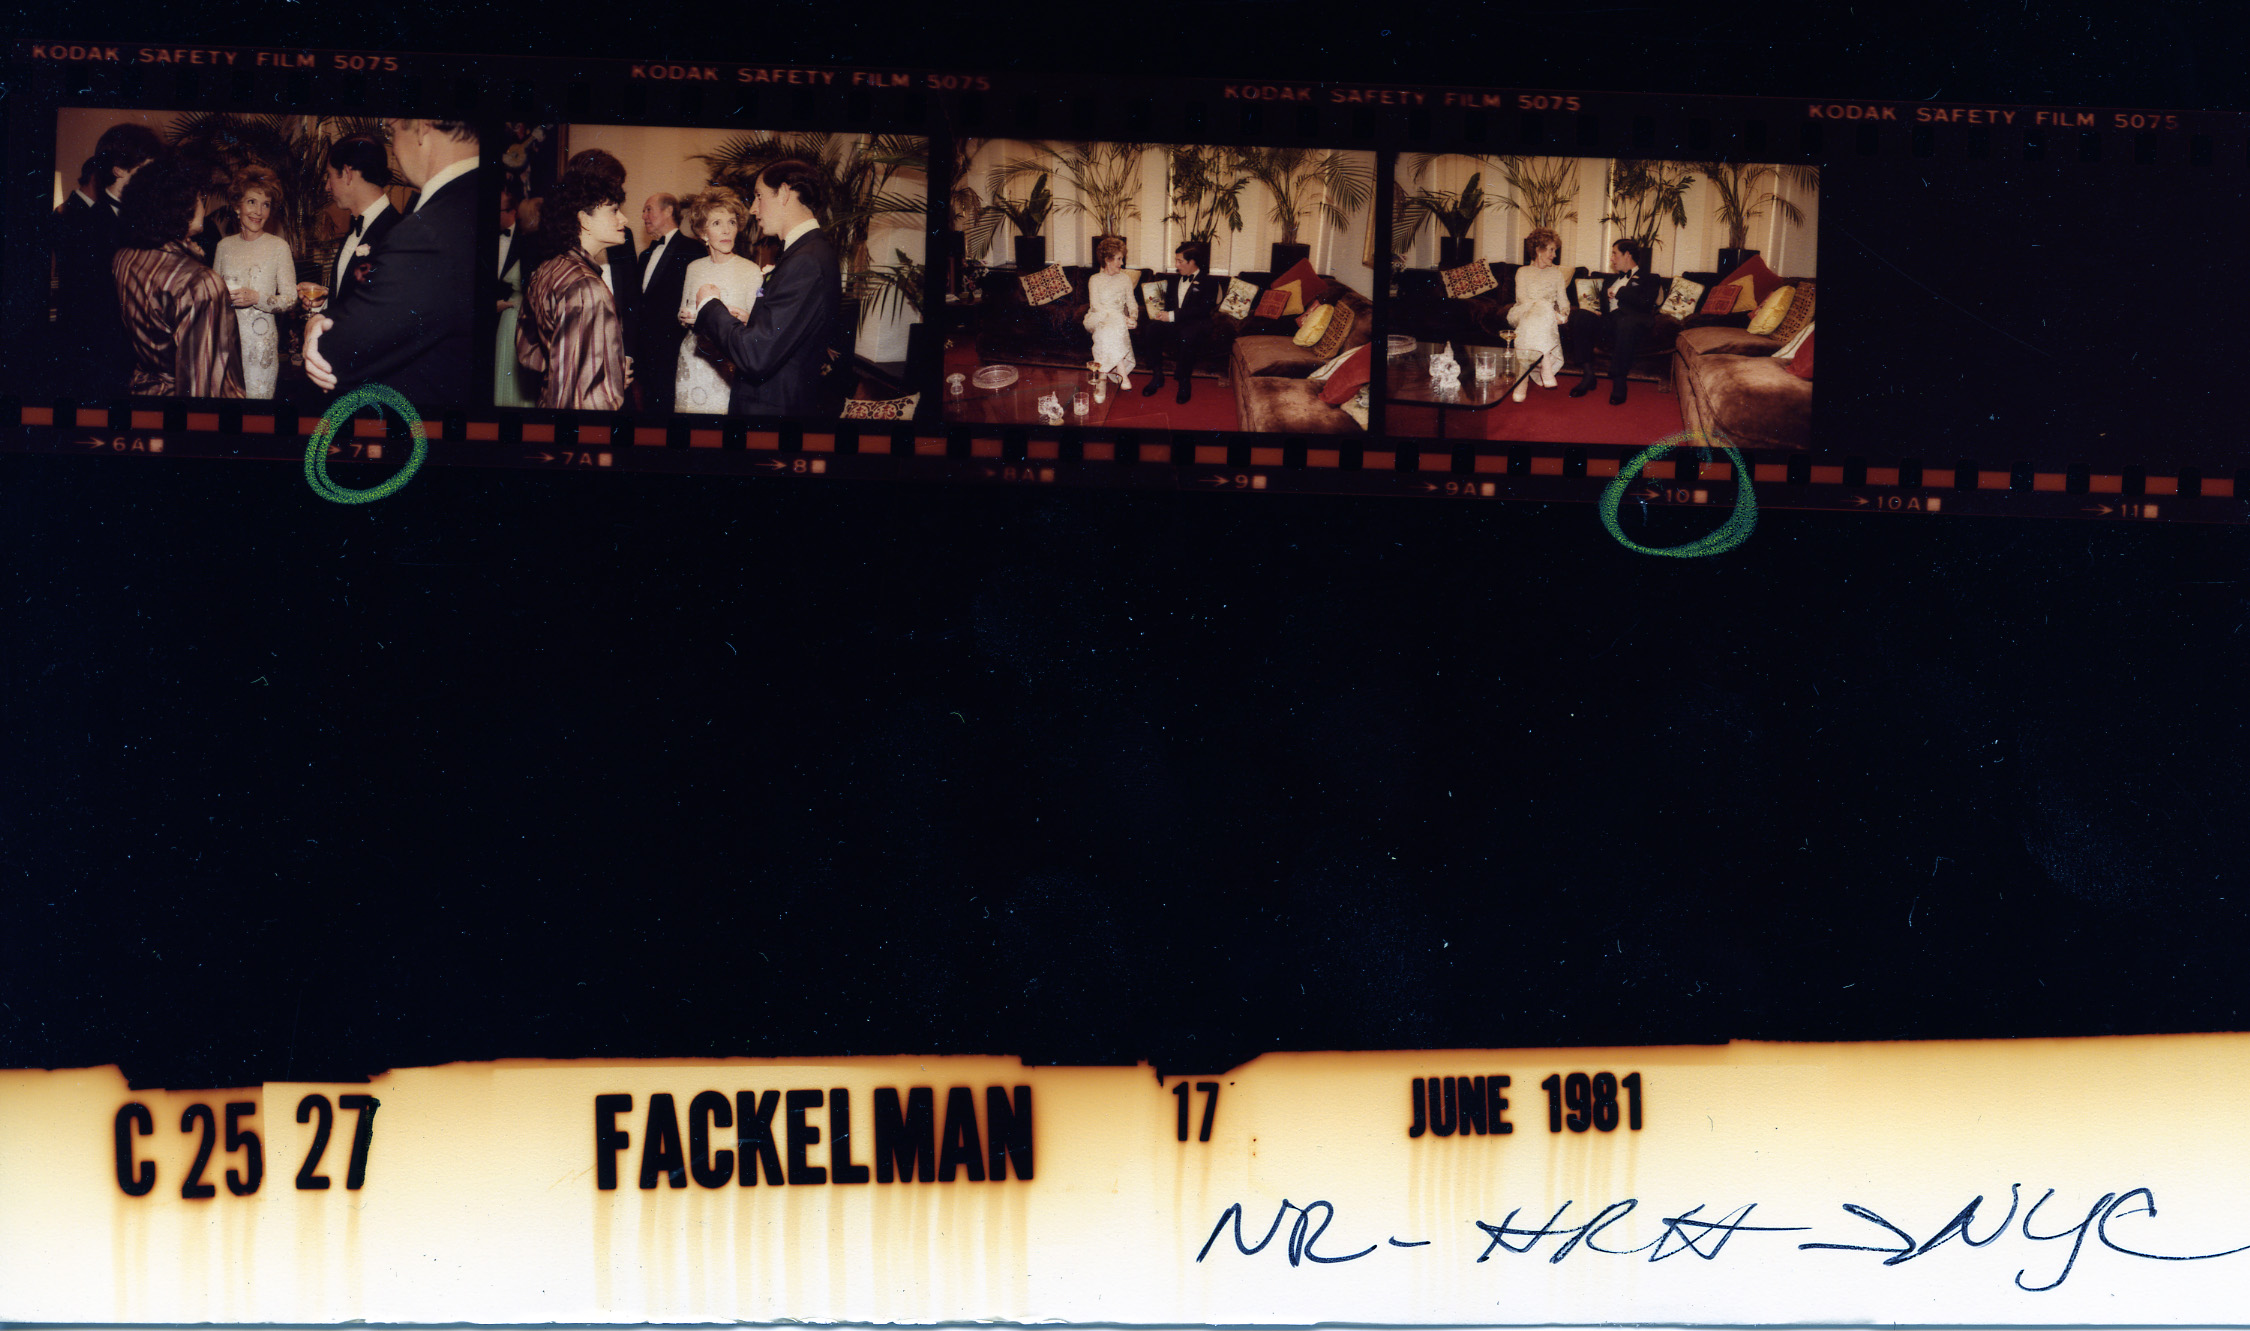 KODAK SAFETY FILM 5075 KODAK SAFETY FILM 5075 KODAK SAFETY FILM 5075 KODAK SAFETY FILM 5075
→6A →7 →7A →8 →8A →9 →9A →10 →10A →11
C25 27 FACKELMAN 17 JUNE 1981
NR - HRH → NYC